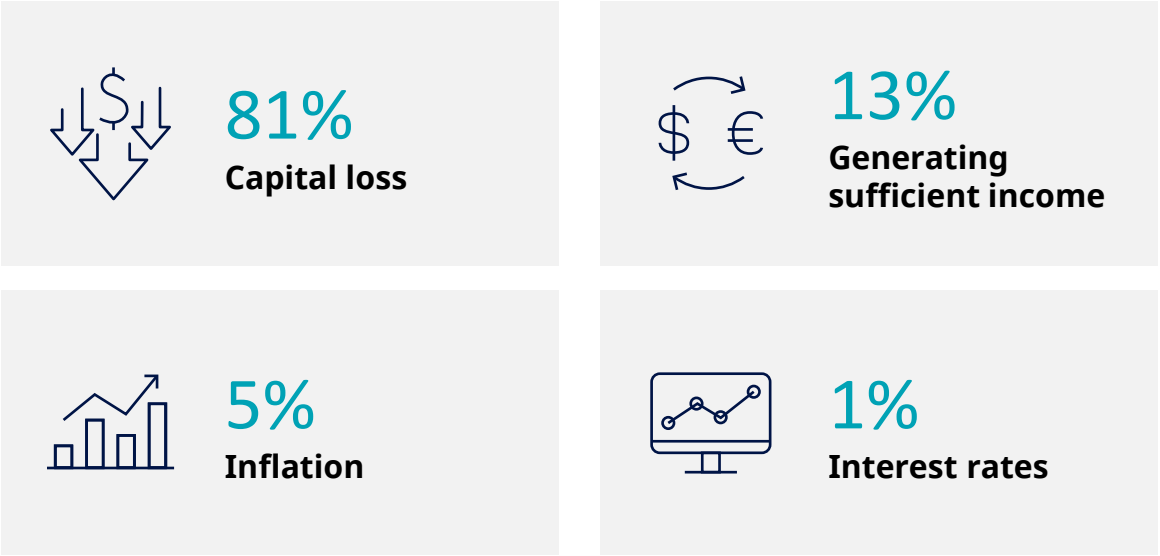 81%
Capital loss
13%
Generating
sufficient income
5%
Inflation
1%
Interest rates